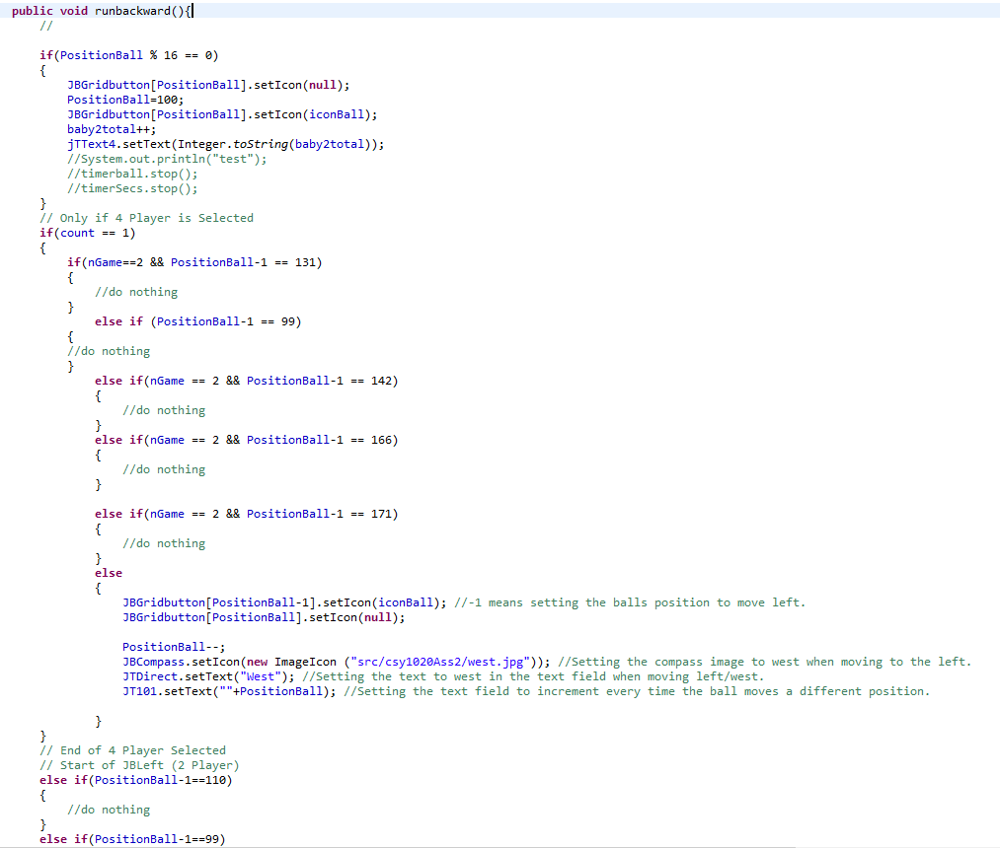 public void runbackward(){
//
if(PositionBall % 16 == 0)
{
JBGridbutton[PositionBall].setIcon(null);
PositionBall=100;
JBGridbutton[PositionBall].setIcon(iconBall);
baby2total++;
jTText4.setText(Integer.toString(baby2total));
//System.out.println("test");
//timerball.stop();
//timerSecs.stop();
}
// Only if 4 Player is Selected
if(count == 1)
{
if(nGame==2 && PositionBall-1 == 131)
{
//do nothing
}
else if (PositionBall-1 == 99)
{
//do nothing
}
else if(nGame == 2 && PositionBall-1 == 142)
{
//do nothing
}
else if(nGame == 2 && PositionBall-1 == 166)
{
//do nothing
}
else if(nGame == 2 && PositionBall-1 == 171)
{
//do nothing
}
else
{
JBGridbutton[PositionBall-1].setIcon(iconBall); //-1 means setting the balls position to move left.
JBGridbutton[PositionBall].setIcon(null);
PositionBall--;
JBCompass.setIcon(new ImageIcon ("src/csy1020Ass2/west.jpg")); //Setting the compass image to west when moving to the left.
JTDirect.setText("West"); //Setting the text to west in the text field when moving left/west.
JT101.setText(""+PositionBall); //Setting the text field to increment every time the ball moves a different position.
}
}
// End of 4 Player Selected
// Start of JBLeft (2 Player)
else if(PositionBall-1==110)
{
//do nothing
}
else if(PositionBall-1==99)